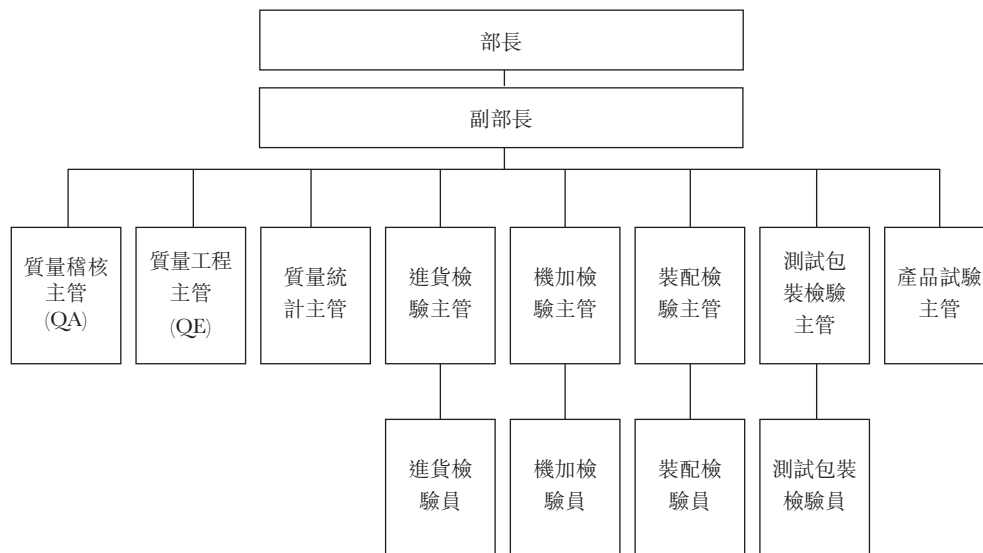 部長
副部長
質量稽核
主管
(QA)
質量工程
主管
(QE)
質量統
計主管
進貨檢
驗主管
機加檢
驗主管
裝配檢
驗主管
測試包
裝檢驗
主管
產品試驗
主管
進貨檢
驗員
機加檢
驗員
裝配檢
驗員
測試包裝
檢驗員